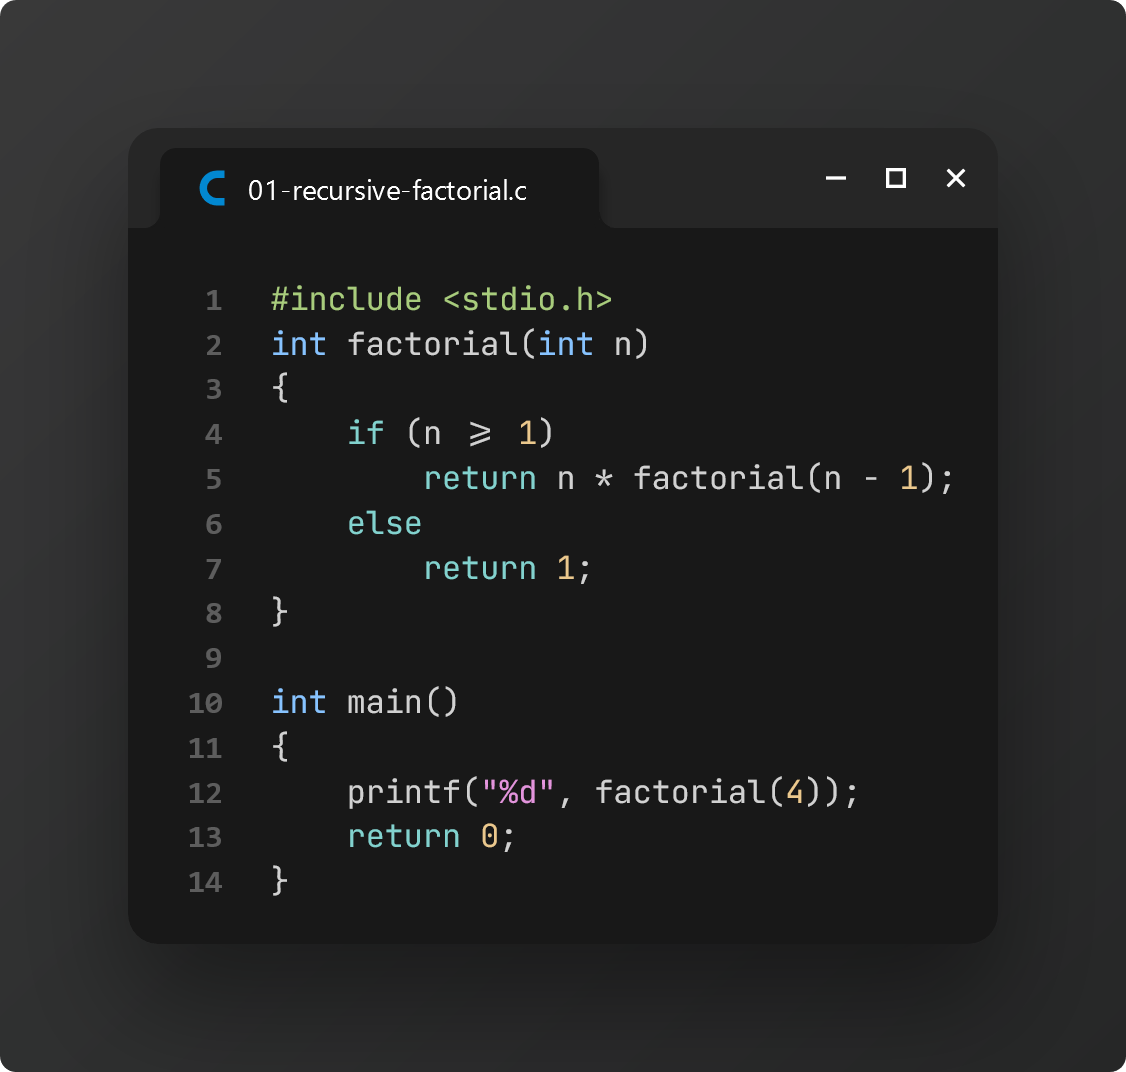 01-recursive-factorial.c
1 #include <stdio.h>
2 int factorial(int n)
3 {
4     if (n >= 1)
5         return n * factorial(n - 1);
6     else
7         return 1;
8 }
9
10 int main()
11 {
12     printf("%d", factorial(4));
13     return 0;
14 }